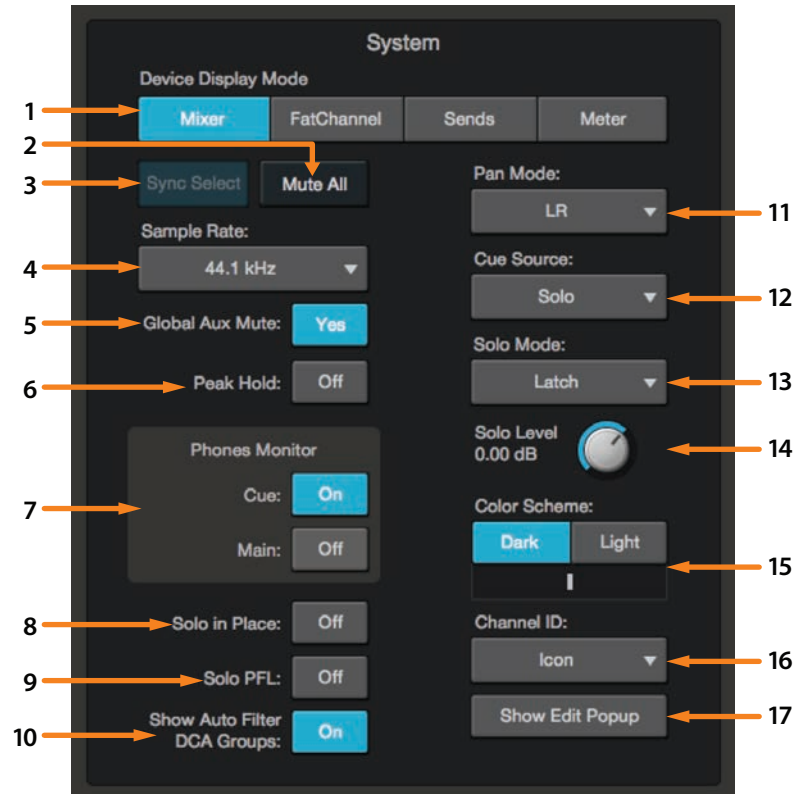 System
Device Display Mode
1
Mixer FatChannel Sends Meter
2
3 Sync Select Mute All
Pan Mode:
LR 11
Sample Rate:
4 44.1 kHz
Cue Source:
Solo 12
5 Global Aux Mute: Yes
Solo Mode:
6 Peak Hold: Off
Latch 13
Solo Level
0.00 dB
14
Phones Monitor
7
Cue: On
Main: Off
Color Scheme:
Dark Light
15
8 Solo in Place: Off
Channel ID:
Icon 16
9 Solo PFL: Off
10 Show Auto Filter
DCA Groups: On
Show Edit Popup 17